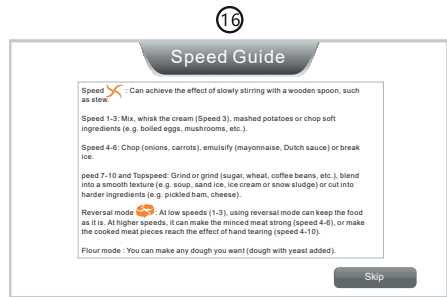 16
Speed Guide
Speed : Can achieve the effect of slowly stirring with a wooden spoon, such
as stew.
Speed 1-3: Mix, whisk the cream (Speed 3), mashed potatoes or chop soft
ingredients (e.g. boiled eggs, mushrooms, etc.).
Speed 4-6: Chop (onions, carrots), emulsify (mayonnaise, Dutch sauce) or break
ice.
peed 7-10 and Topspeed: Grind or grind (sugar, wheat, coffee beans, etc.), blend
into a smooth texture (e.g. soup, sand ice, ice cream or snow sludge) or cut into
harder ingredients (e.g. pickled ham, cheese).
Reversal mode : At low speeds (1-3), using reversal mode can keep the food
as it is. At higher speeds, it can make the minced meat strong (speed 4-6), or make
the cooked meat pieces reach the effect of hand tearing (speed 4-10).
Flour mode : You can make any dough you want (dough with yeast added).
Skip